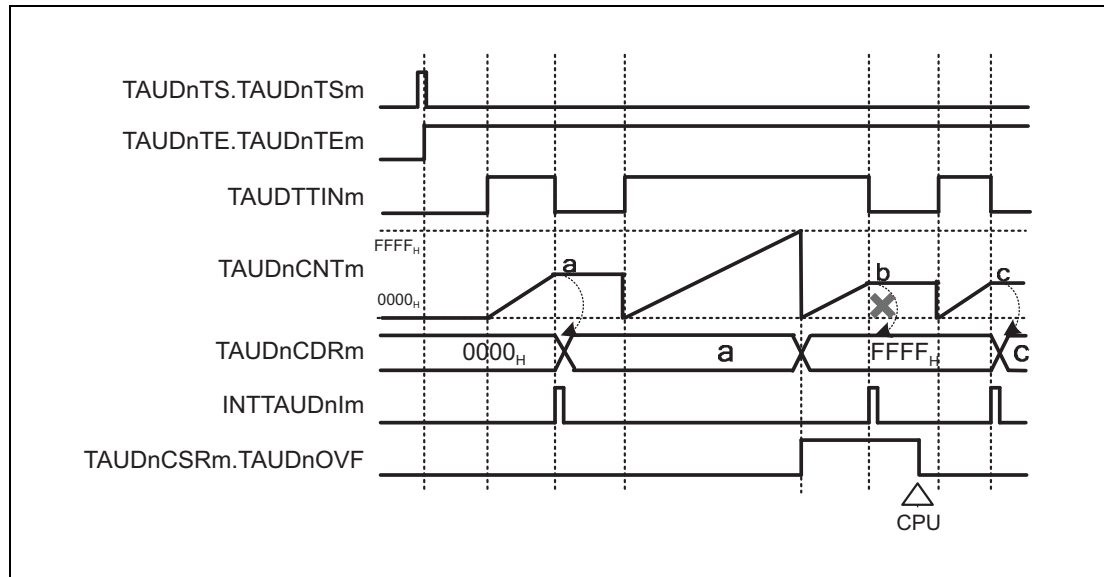 TAUDnTS.TAUDnTSm
TAUDnTE.TAUDnTEm
TAUDTTINm
FFFFH
TAUDnCNTm
a
b
c
0000H
TAUDnCDRm
0000H
a
FFFFH
c
INTTAUDnIm
TAUDnCSRm.TAUDnOVF
CPU